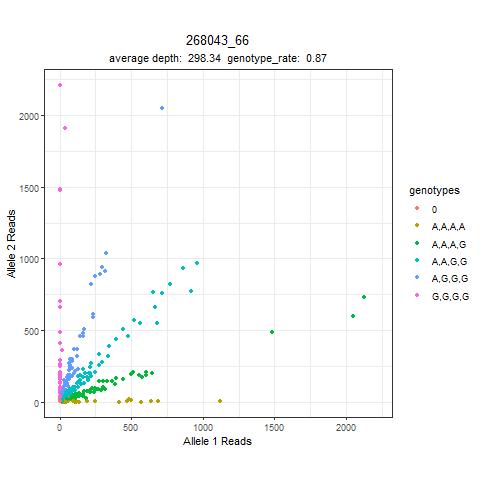 268043_66
average depth:  298.34  genotype_rate:  0.87
Allele 2 Reads
2000
1500
1000
500
0
0
500
1000
1500
2000
Allele 1 Reads
genotypes
0
A,A,A,A
A,A,A,G
A,A,G,G
A,G,G,G
G,G,G,G